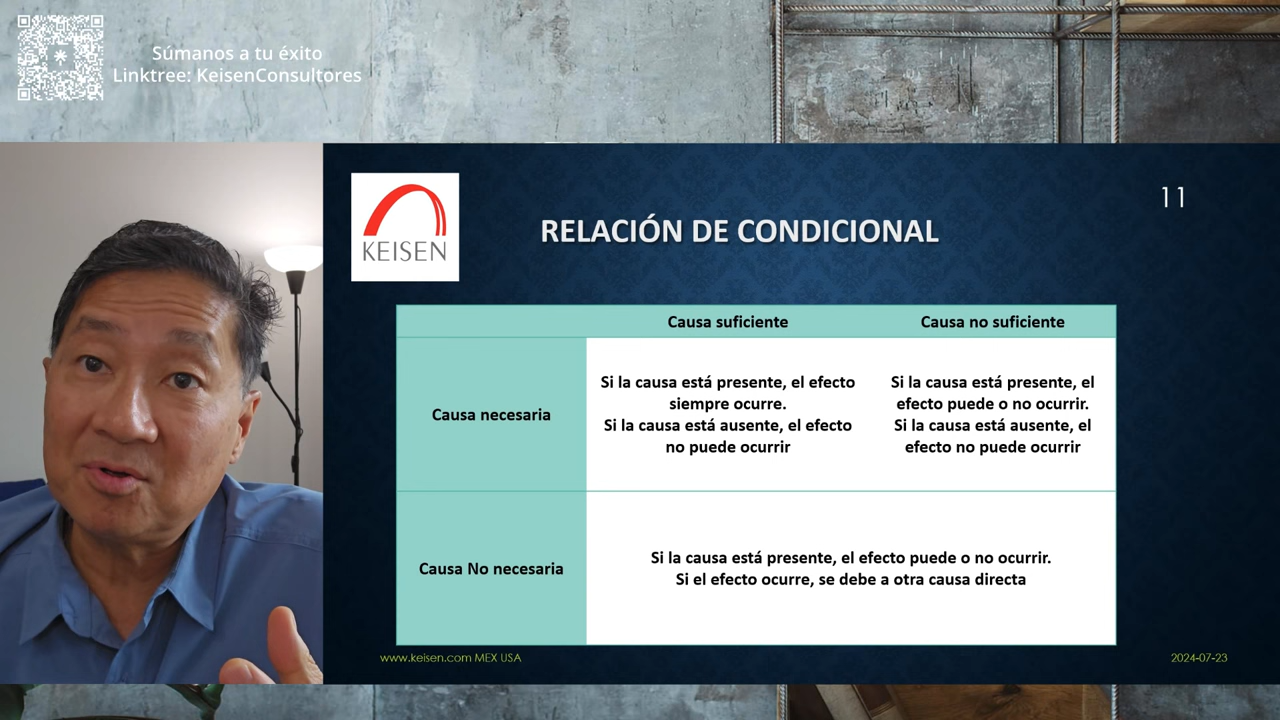 Súmanos a tu éxito
Linktree: KeisenConsultores
KEISEN
RELACIÓN DE CONDICIONAL
11
Causa suficiente
Causa no suficiente
Causa necesaria
Si la causa está presente, el efecto
siempre ocurre.
Si la causa está ausente, el efecto
no puede ocurrir
Si la causa está presente, el
efecto puede o no ocurrir.
Si la causa está ausente, el
efecto no puede ocurrir
Causa No necesaria
Si la causa está presente, el efecto puede o no ocurrir.
Si el efecto ocurre, se debe a otra causa directa
www.keisen.com MEX USA
2024-07-23